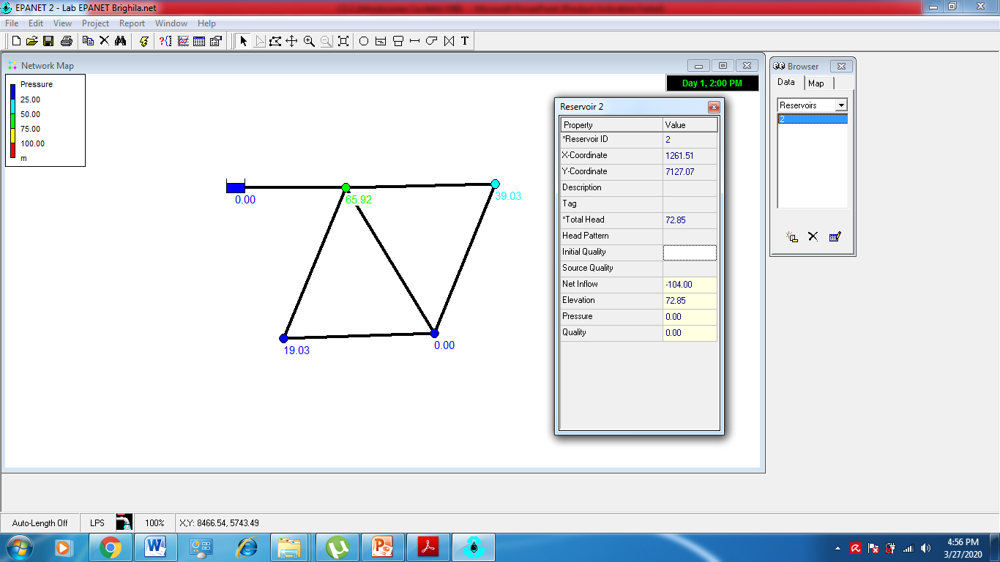 EPANET 2 - Lab EPANET Brighila.net
File Edit View Project Report Window Help
Network Map
Pressure
25.00
50.00
75.00
100.00
m
Day 1, 2:00 PM
0.00
65.92
39.03
19.03
0.00
Reservoir 2
Property Value
*Reservoir ID 2
X-Coordinate 1261.51
Y-Coordinate 7127.07
Description
Tag
*Total Head 72.85
Head Pattern
Initial Quality
Source Quality
Net Inflow -104.00
Elevation 72.85
Pressure 0.00
Quality 0.00
Browser
Data Map
Reservoirs
2
Auto-Length Off LPS 100% X,Y: 8466.54, 5743.49
4:56 PM
3/27/2020